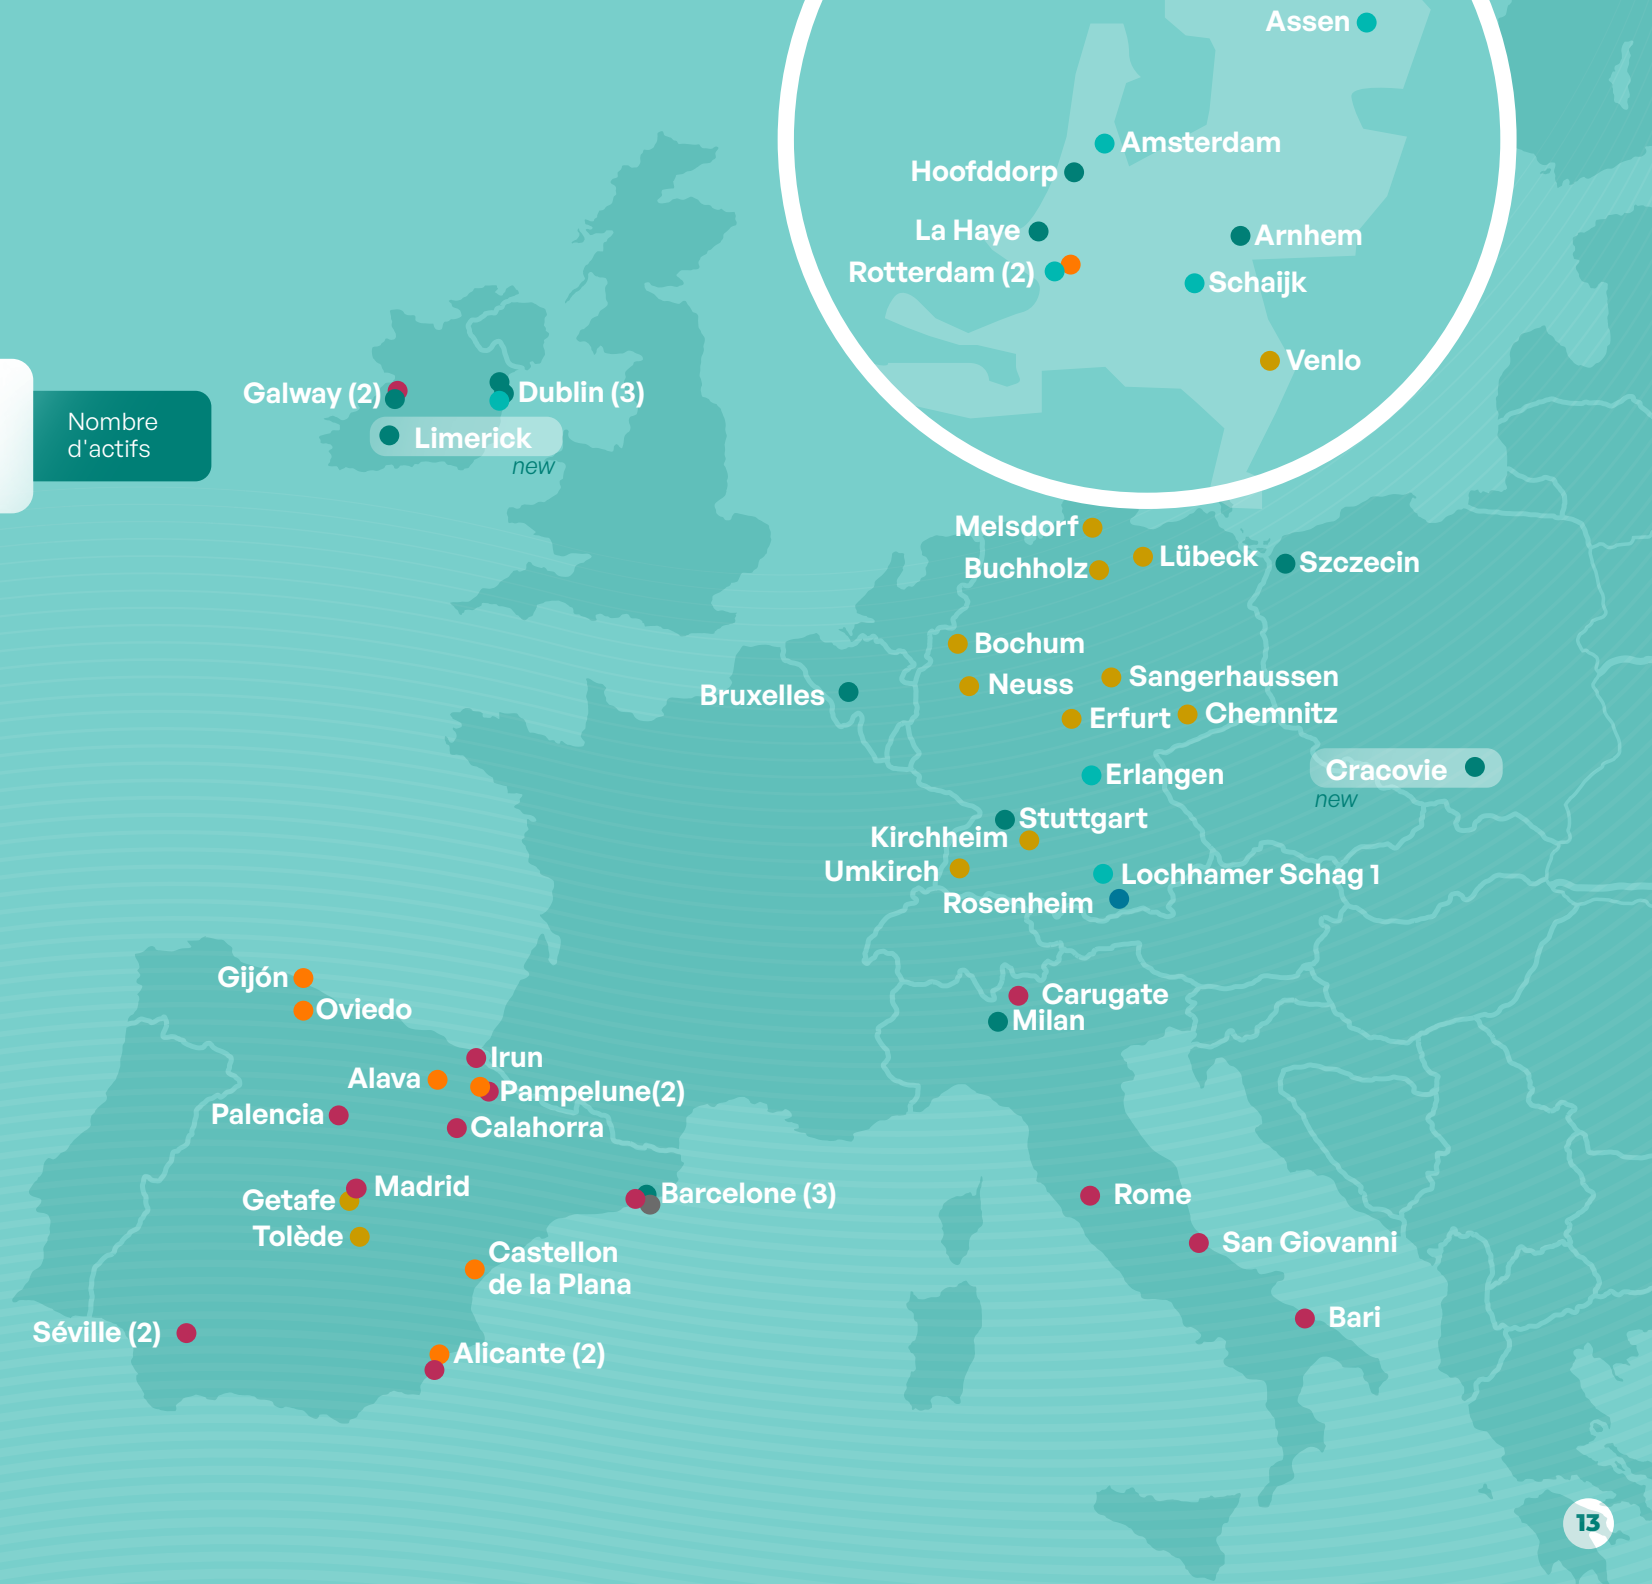 Assen
Amsterdam
Hoofddorp
La Haye
Arnhem
Rotterdam (2)
Schaijk
Venlo
Galway (2)
Dublin (3)
Limerick
new
Nombre
d'actifs
Melsdorf
Lübeck
Buchholz
Szczecin
Bochum
Sangerhaussen
Neuss
Bruxelles
Erfurt
Chemnitz
Cracovie
new
Erlangen
Stuttgart
Kirchheim
Umkirch
Lochhamer Schag 1
Rosenheim
Gijón
Oviedo
Carugate
Milan
Irun
Alava
Pampelune(2)
Palencia
Calahorra
Madrid
Getafe
Barcelone (3)
Rome
Tolède
San Giovanni
Castellon
de la Plana
Bari
Séville (2)
Alicante (2)
13